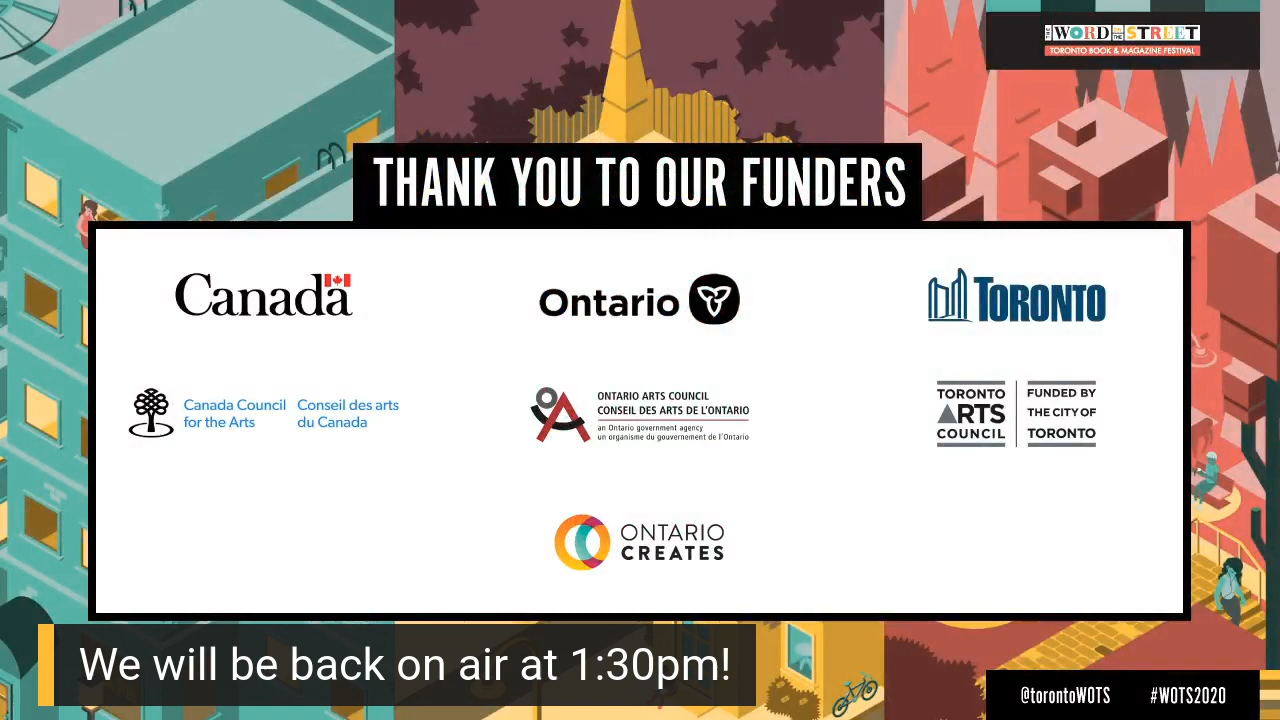 THE WORD ON THE STREET
TORONTO BOOK & MAGAZINE FESTIVAL
THANK YOU TO OUR FUNDERS
Canada
Ontario
TORONTO
Canada Council
for the Arts
Conseil des arts
du Canada
ONTARIO ARTS COUNCIL
CONSEIL DES ARTS DE L'ONTARIO
an Ontario government agency
un organisme du gouvernement de l'Ontario
TORONTO
ARTS
COUNCIL
FUNDED BY
THE CITY OF
TORONTO
ONTARIO
CREATES
We will be back on air at 1:30pm!
@torontoWOTS
#WOTS2020